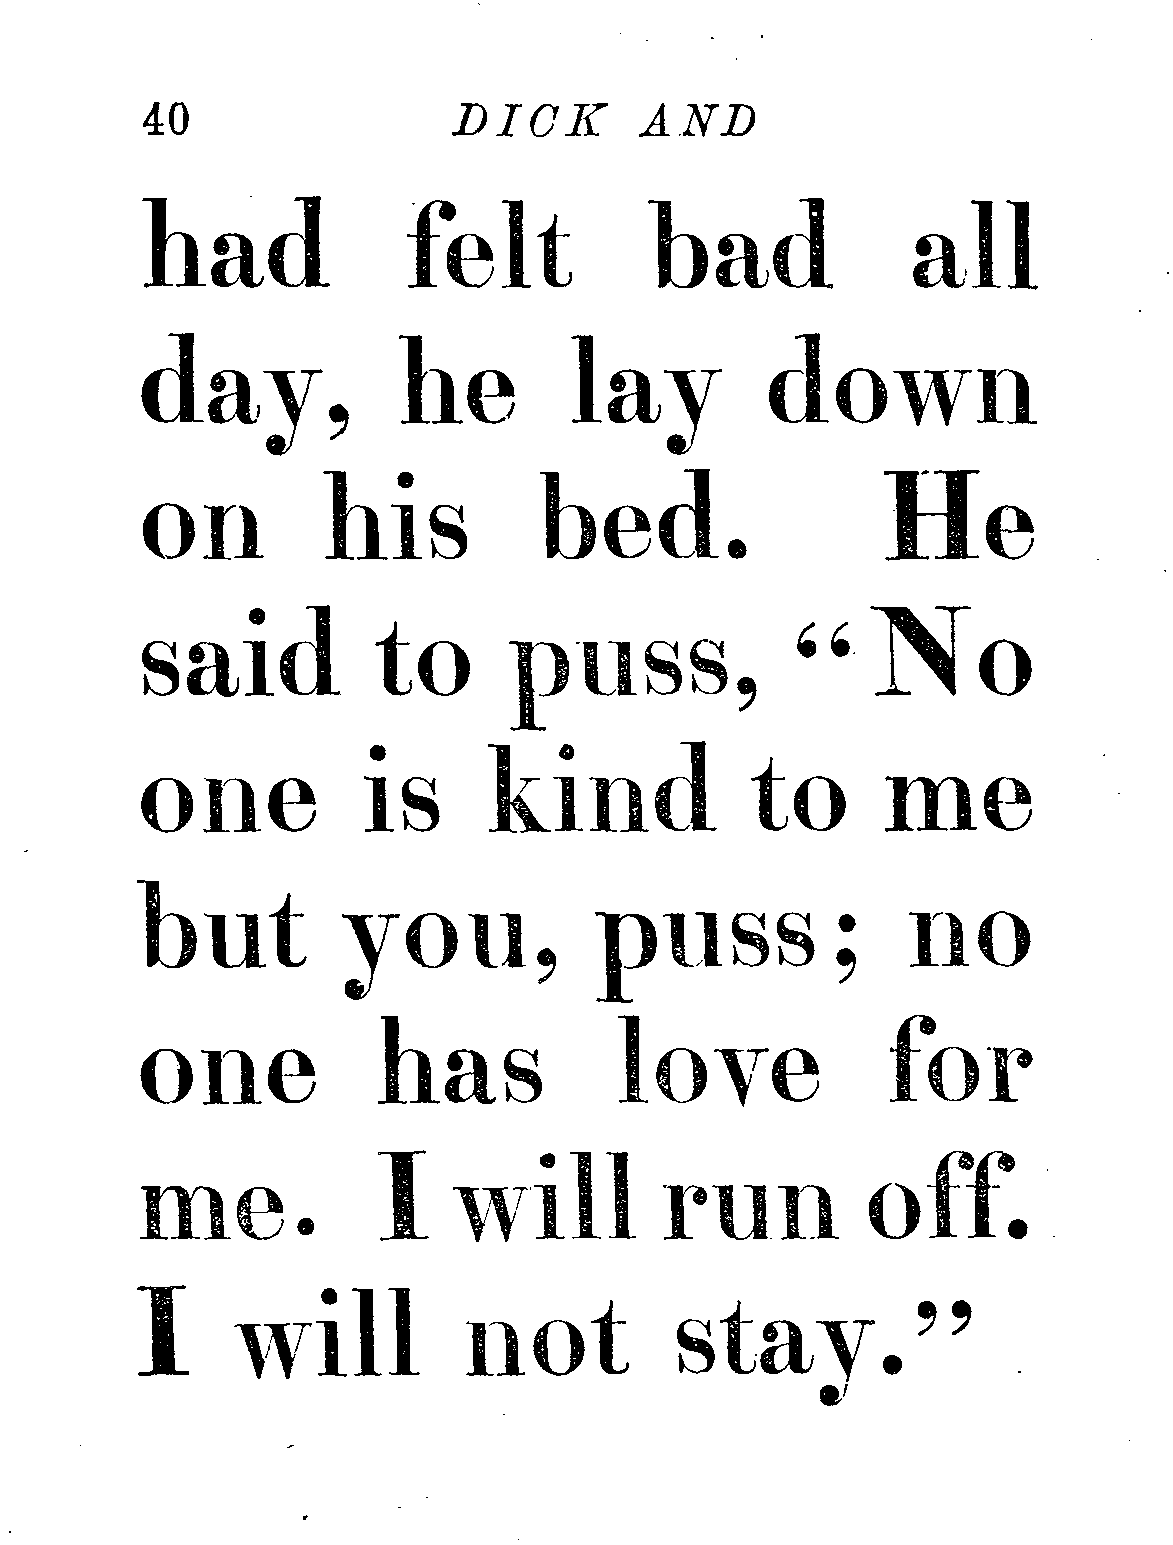 40 DICK AND
had felt bad all
day, he lay down
on his bed. He
said to puss, “No
one is kind to me
but you, puss; no
one has love for
me. I will run off.
I will not stay.”